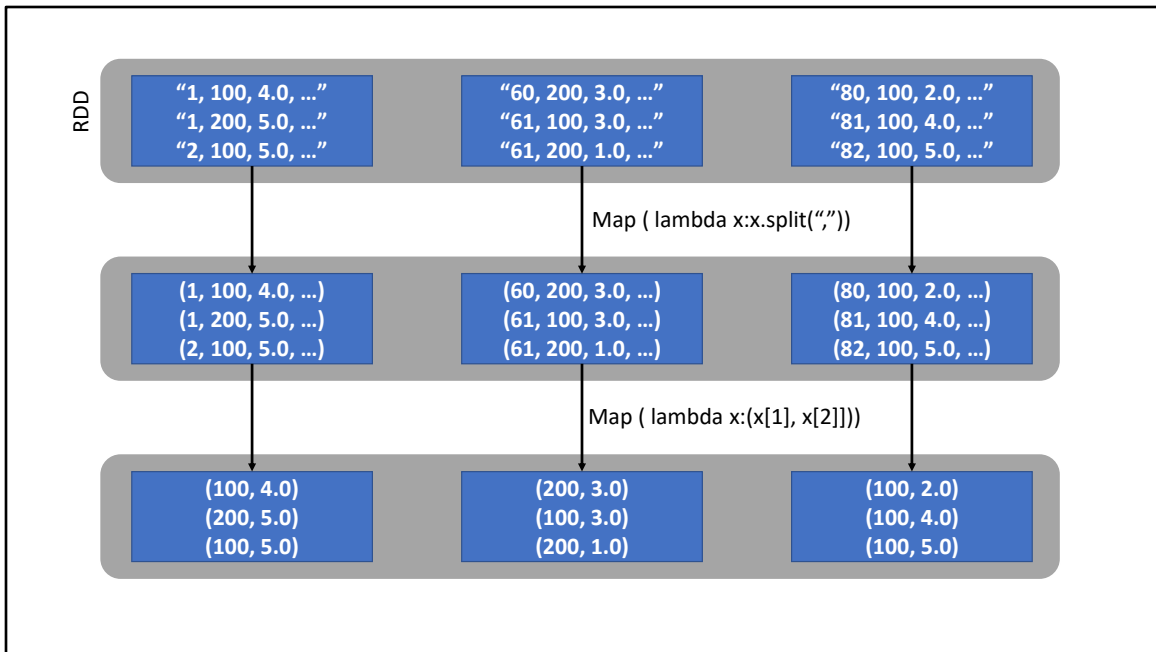 RDD
“1, 100, 4.0, …”
“1, 200, 5.0, …”
“2, 100, 5.0, …”
“60, 200, 3.0, …”
“61, 100, 3.0, …”
“61, 200, 1.0, …”
“80, 100, 2.0, …”
“81, 100, 4.0, …”
“82, 100, 5.0, …”
Map ( lambda x:x.split(“,”))
(1, 100, 4.0, …)
(1, 200, 5.0, …)
(2, 100, 5.0, …)
(60, 200, 3.0, …)
(61, 100, 3.0, …)
(61, 200, 1.0, …)
(80, 100, 2.0, …)
(81, 100, 4.0, …)
(82, 100, 5.0, …)
Map ( lambda x:(x[1], x[2]]))
(100, 4.0)
(200, 5.0)
(100, 5.0)
(200, 3.0)
(100, 3.0)
(200, 1.0)
(100, 2.0)
(100, 4.0)
(100, 5.0)